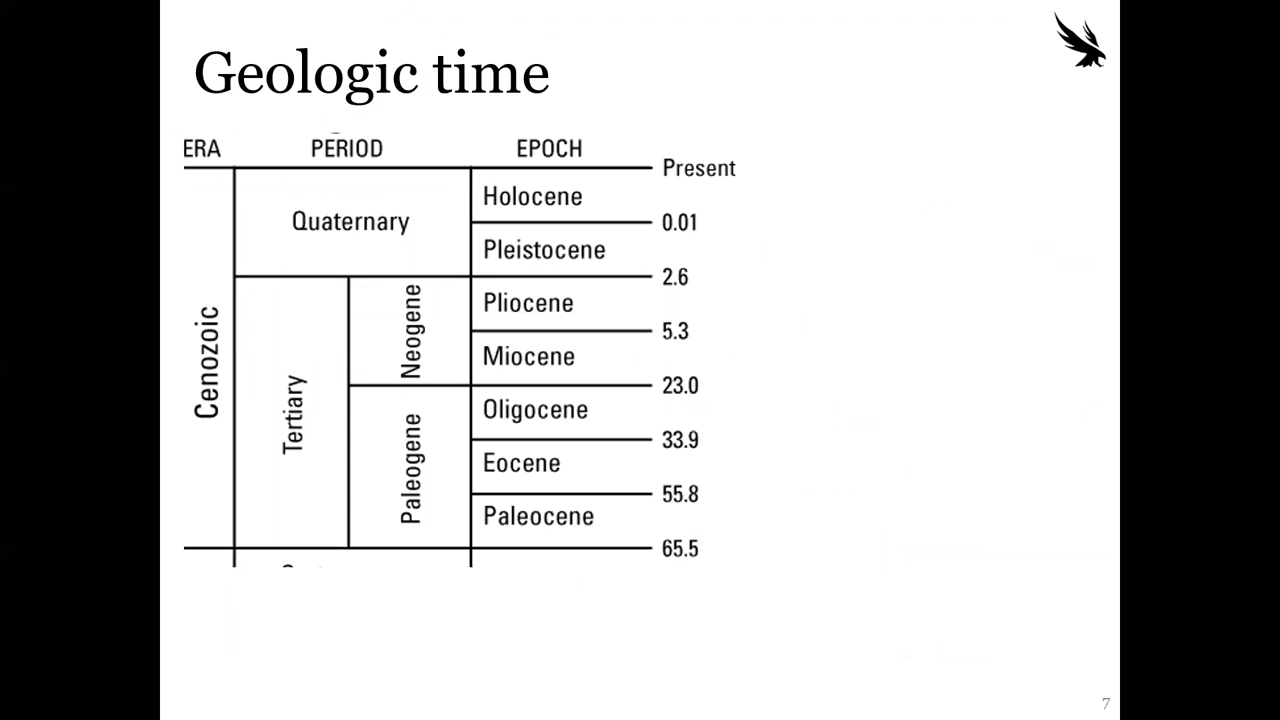 Geologic time
ERA PERIOD EPOCH
Present
Holocene
Quaternary
0.01
Pleistocene
2.6
Pliocene
Neogene
5.3
Cenozoic
Miocene
23.0
Tertiary
Oligocene
33.9
Paleogene
Eocene
55.8
Paleocene
65.5
7